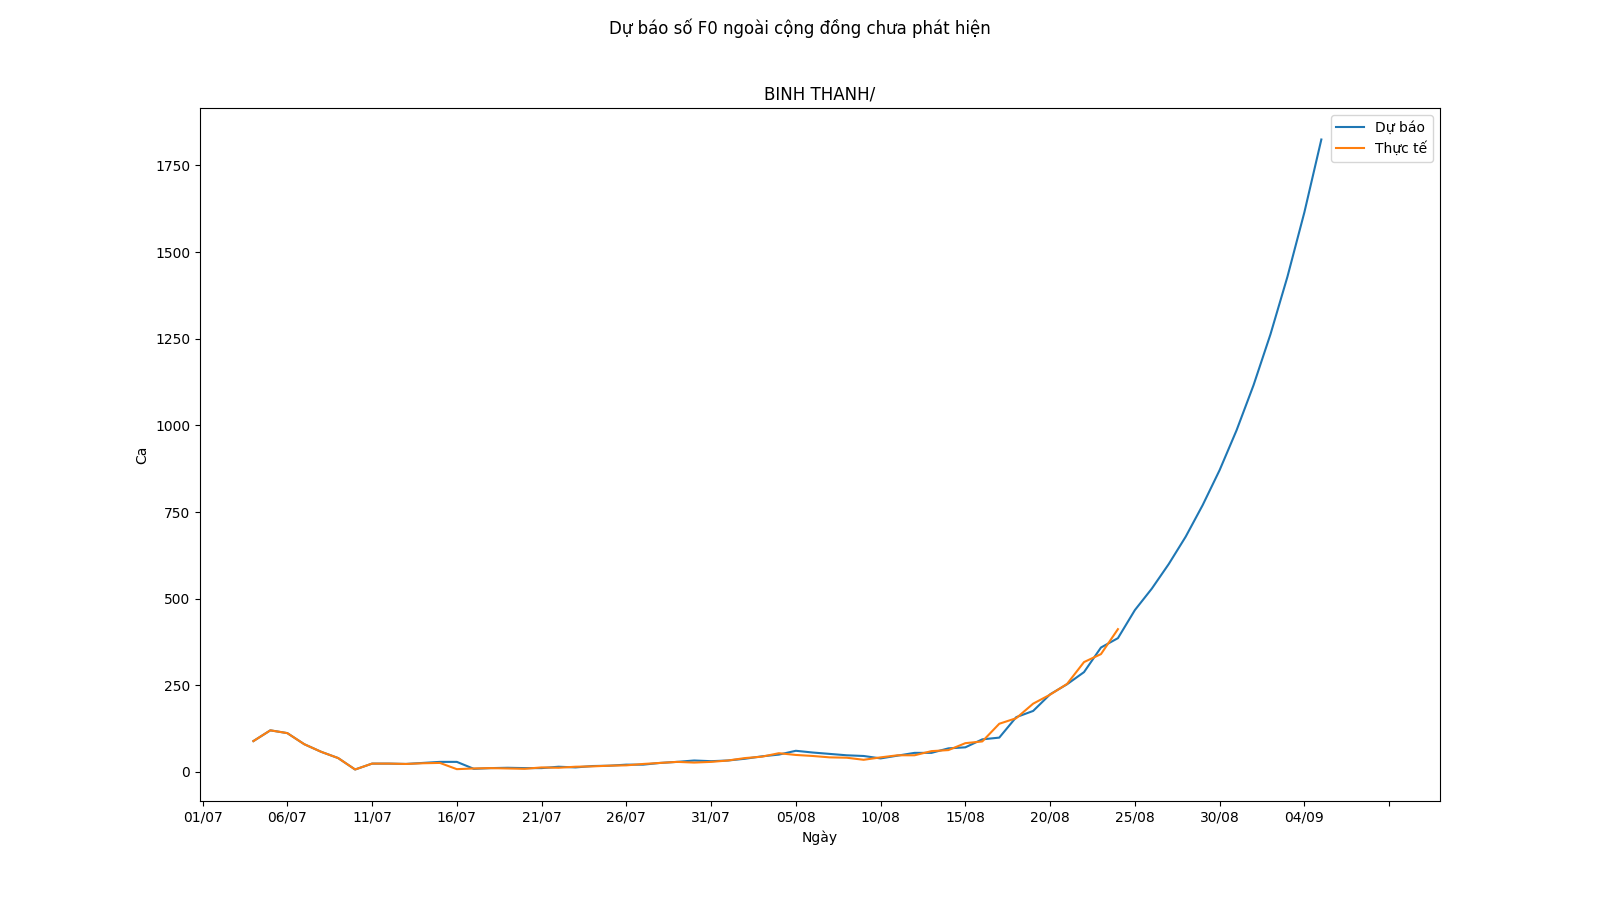 Dự báo số F0 ngoài cộng đồng chưa phát hiện
BINH THANH/
Dự báo
Thực tế
1750
1500
1250
1000
750
500
250
0
Ca
01/07 06/07 11/07 16/07 21/07 26/07 31/07 05/08 10/08 15/08 20/08 25/08 30/08 04/09
Ngày